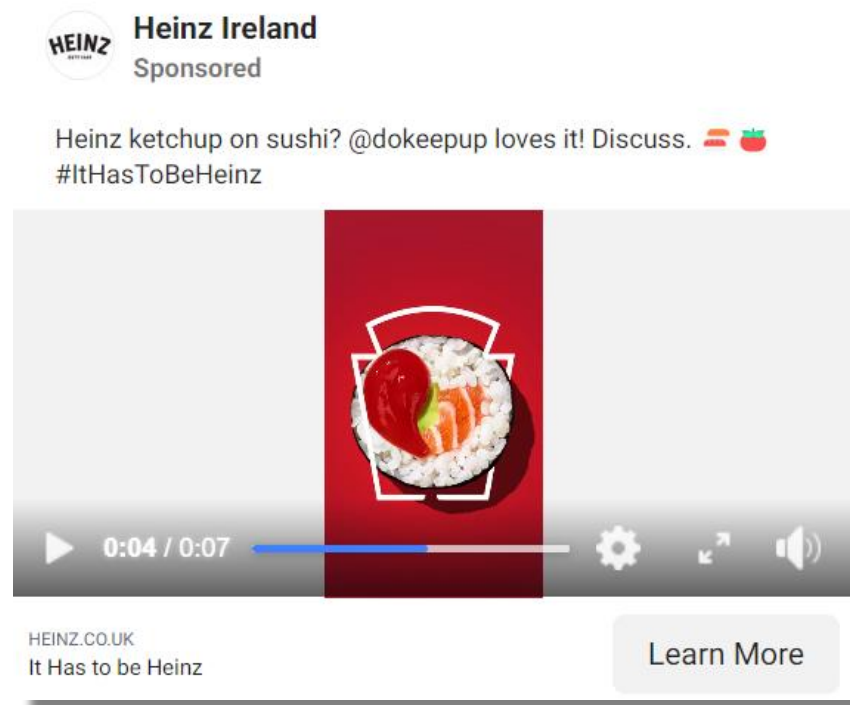 HEINZ
Heinz Ireland
Sponsored
Heinz ketchup on sushi? @dokeepup loves it! Discuss. 🍣 🍅
#ItHasToBeHeinz
0:04 / 0:07
HEINZ.CO.UK
It Has to be Heinz
Learn More